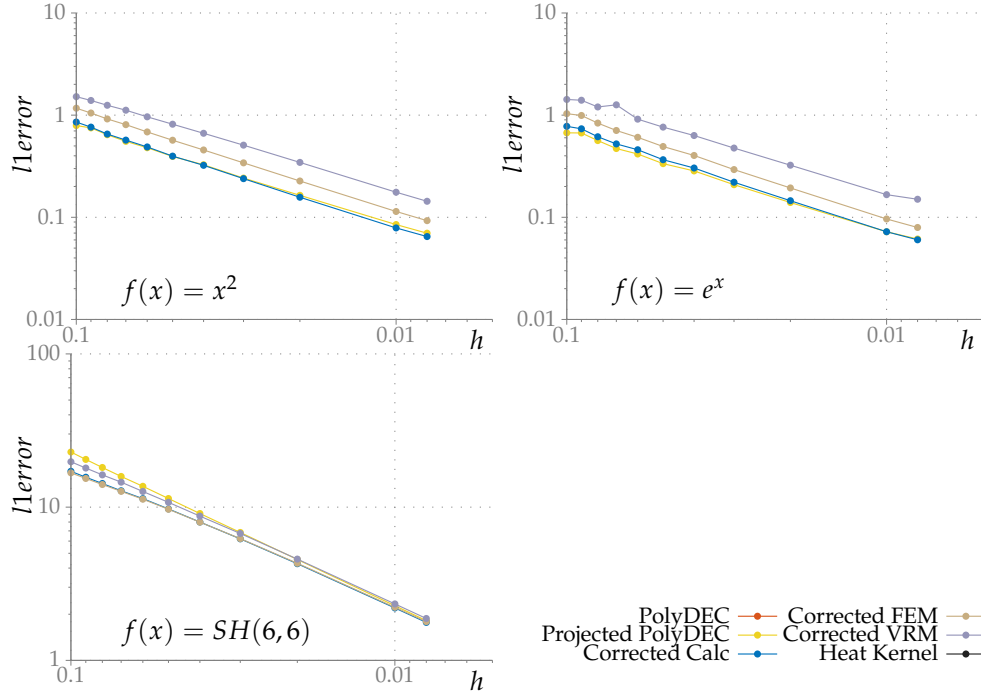 10
10
1
1
0.1
0.1
0.01
0.01
l1error
l1error
f(x) = x²
f(x) = eˣ
0.1
0.01
h
0.1
0.01
h
100
10
1
l1error
f(x) = SH(6,6)
0.1
0.01
h
PolyDEC
Corrected FEM
Projected PolyDEC
Corrected VRM
Corrected Calc
Heat Kernel